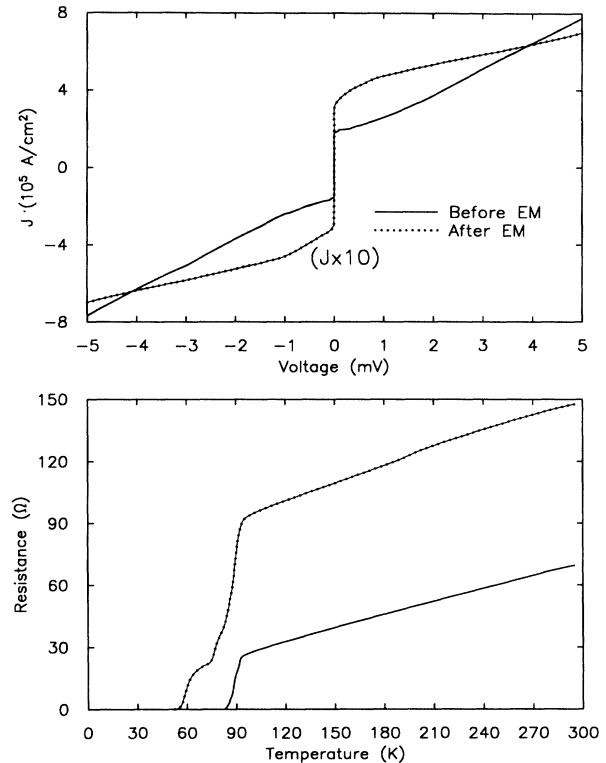 8
4
0
−4
−8
J·(10⁵ A/cm²)
Before EM
After EM
(Jx10)
−5 −4 −3 −2 −1 0 1 2 3 4 5
Voltage (mV)
150
120
90
60
30
0
Resistance (Ω)
0 30 60 90 120 150 180 210 240 270 300
Temperature (K)